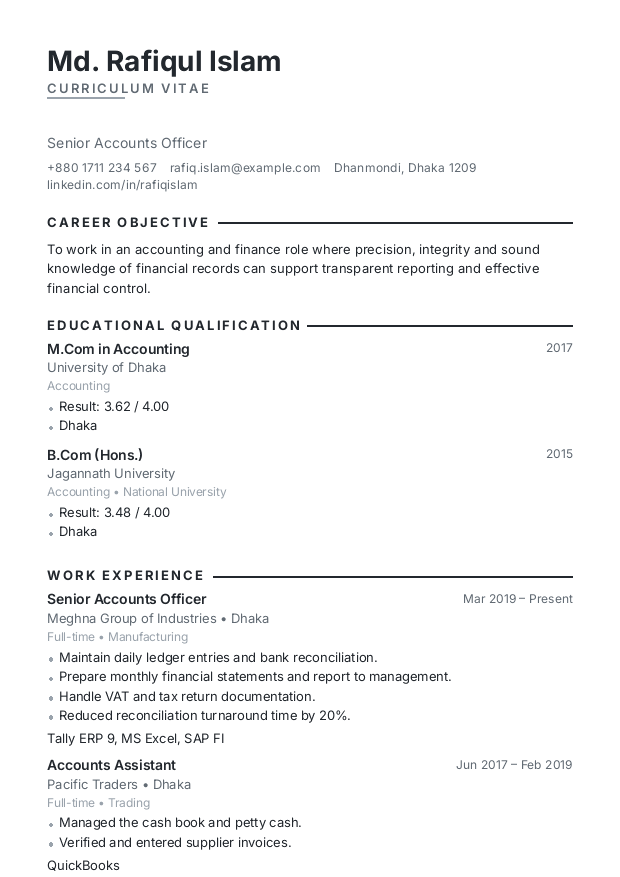 Md. Rafiqul Islam
CURRICULUM VITAE
Senior Accounts Officer
+880 1711 234 567 rafiq.islam@example.com Dhanmondi, Dhaka 1209
linkedin.com/in/rafiqislam
CAREER OBJECTIVE
To work in an accounting and finance role where precision, integrity and sound
knowledge of financial records can support transparent reporting and effective
financial control.
EDUCATIONAL QUALIFICATION
M.Com in Accounting 2017
University of Dhaka
Accounting
• Result: 3.62 / 4.00
• Dhaka
B.Com (Hons.) 2015
Jagannath University
Accounting • National University
• Result: 3.48 / 4.00
• Dhaka
WORK EXPERIENCE
Senior Accounts Officer Mar 2019 – Present
Meghna Group of Industries • Dhaka
Full-time • Manufacturing
• Maintain daily ledger entries and bank reconciliation.
• Prepare monthly financial statements and report to management.
• Handle VAT and tax return documentation.
• Reduced reconciliation turnaround time by 20%.
Tally ERP 9, MS Excel, SAP FI
Accounts Assistant Jun 2017 – Feb 2019
Pacific Traders • Dhaka
Full-time • Trading
• Managed the cash book and petty cash.
• Verified and entered supplier invoices.
QuickBooks